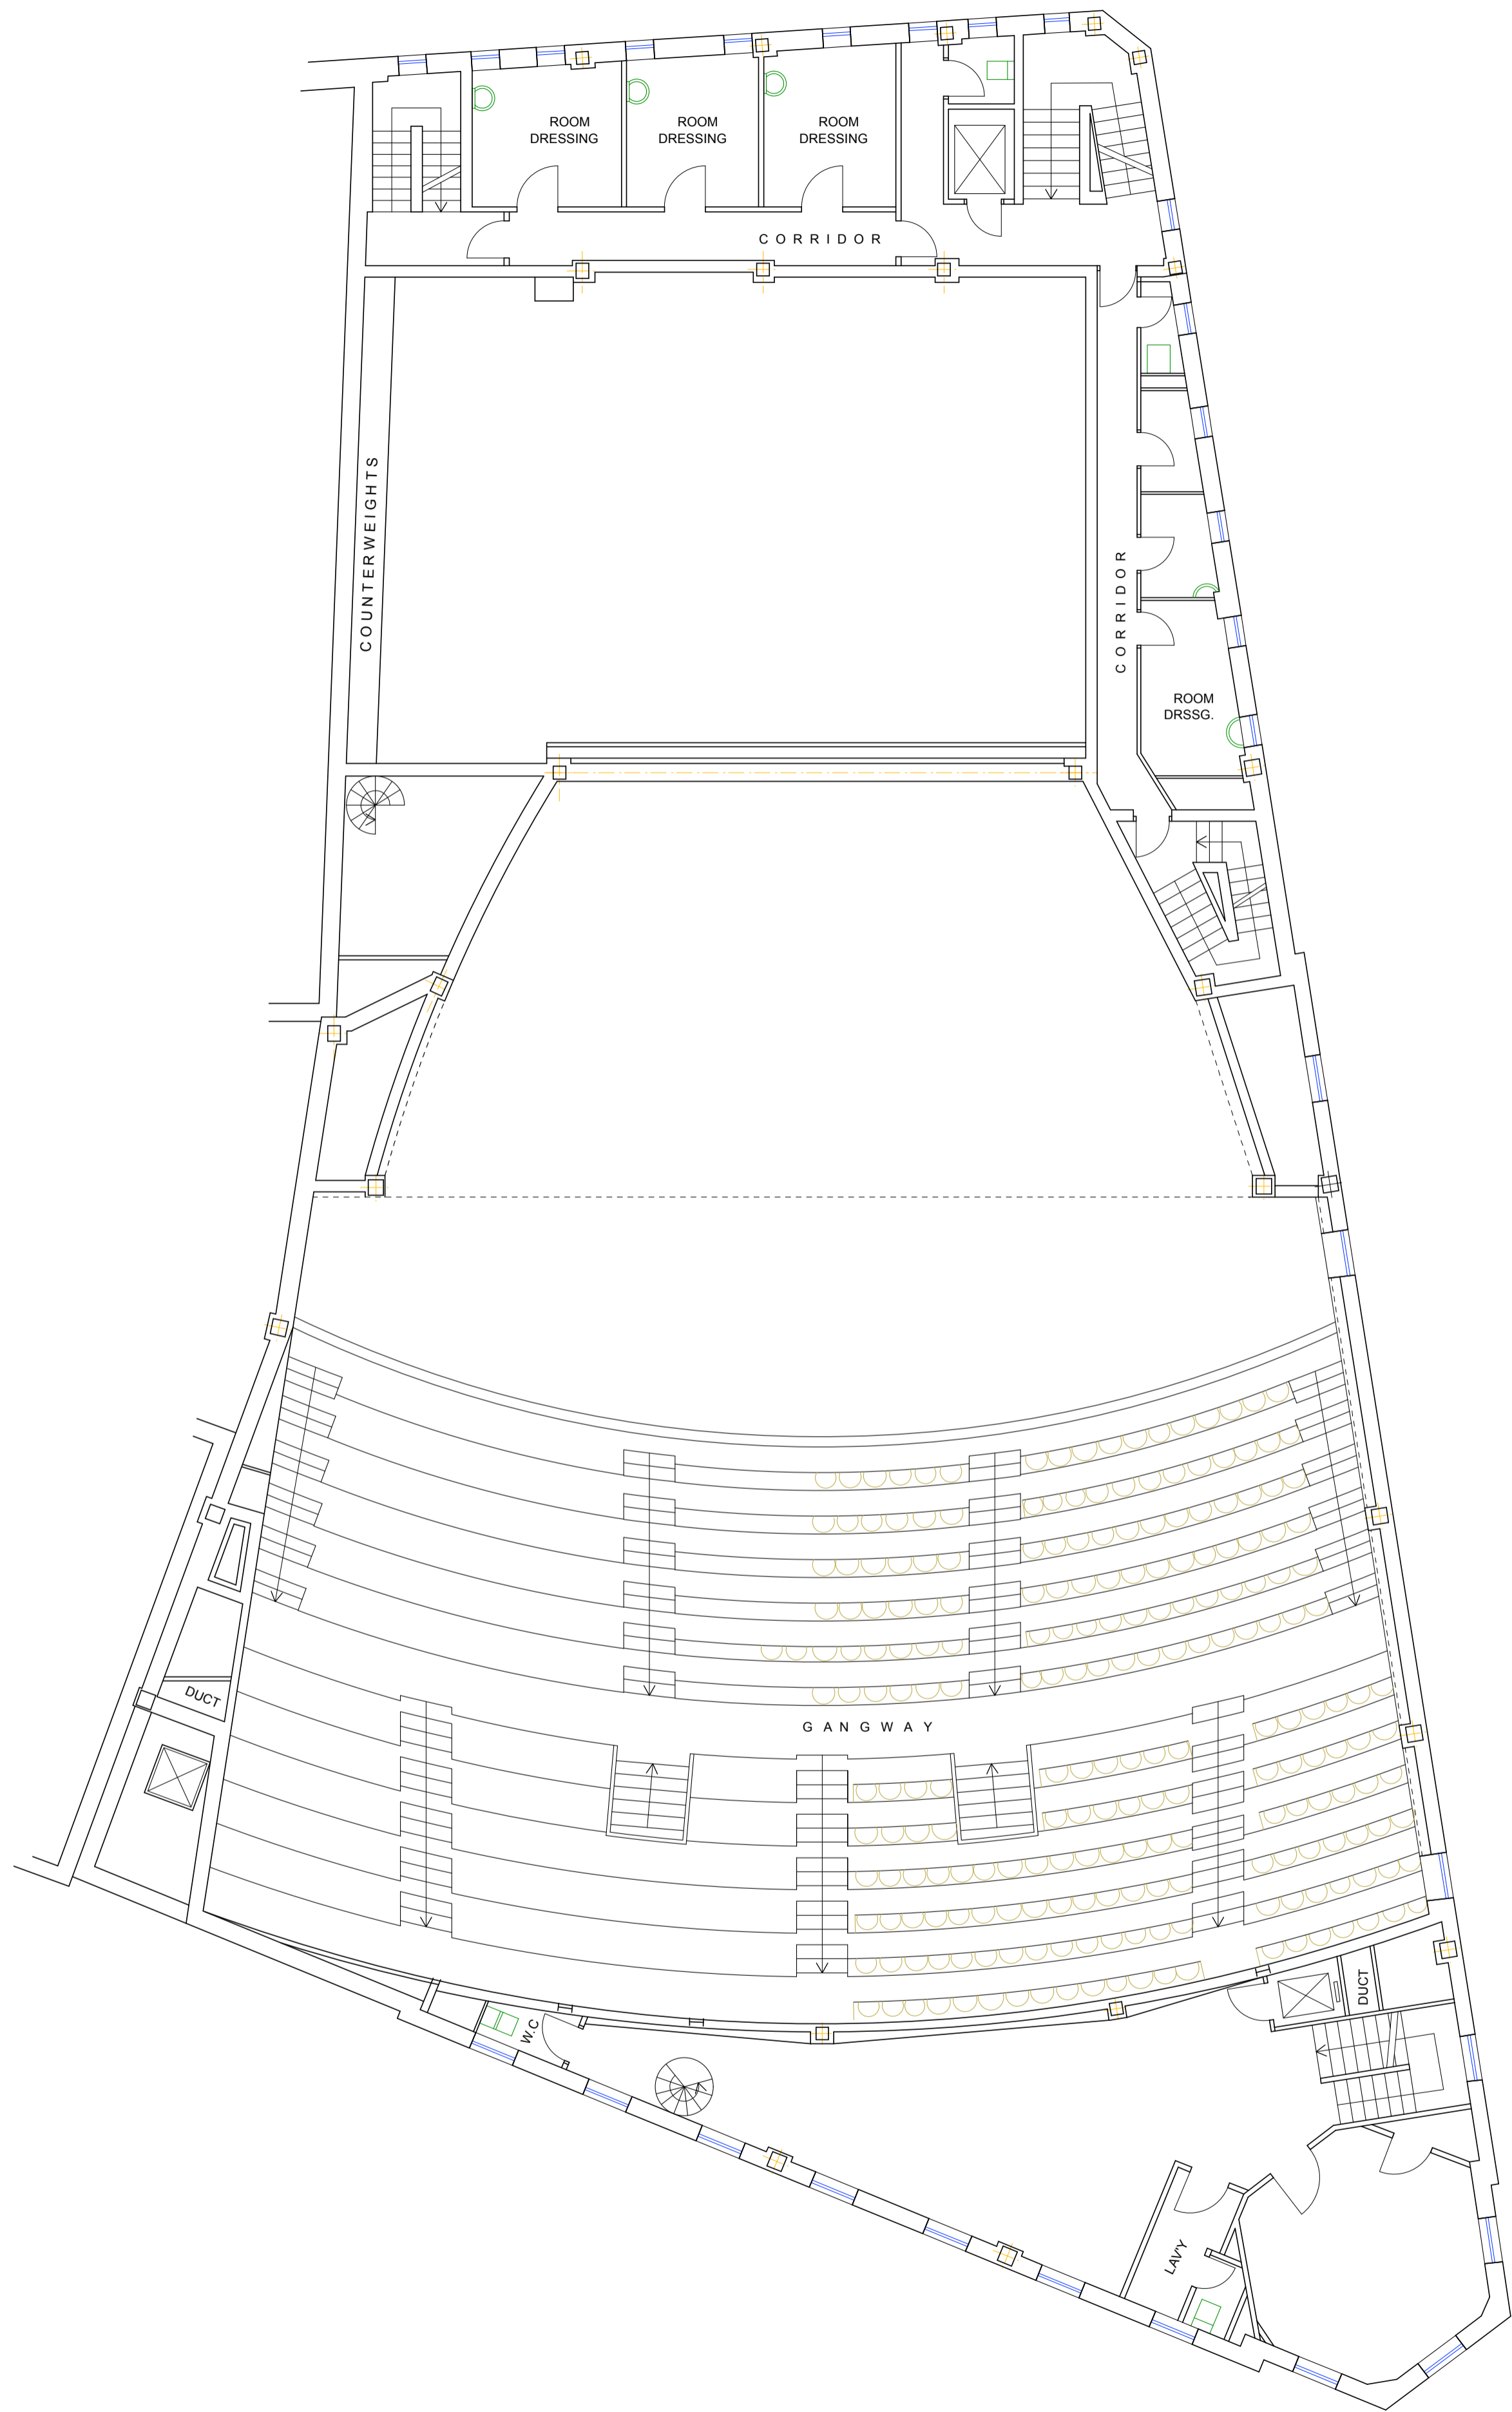 ROOM
DRESSING
ROOM
DRESSING
ROOM
DRESSING
CORRIDOR
COUNTERWEIGHTS
CORRIDOR
ROOM
DRSSG.
DUCT
GANGWAY
DUCT
W.C
LAV'Y